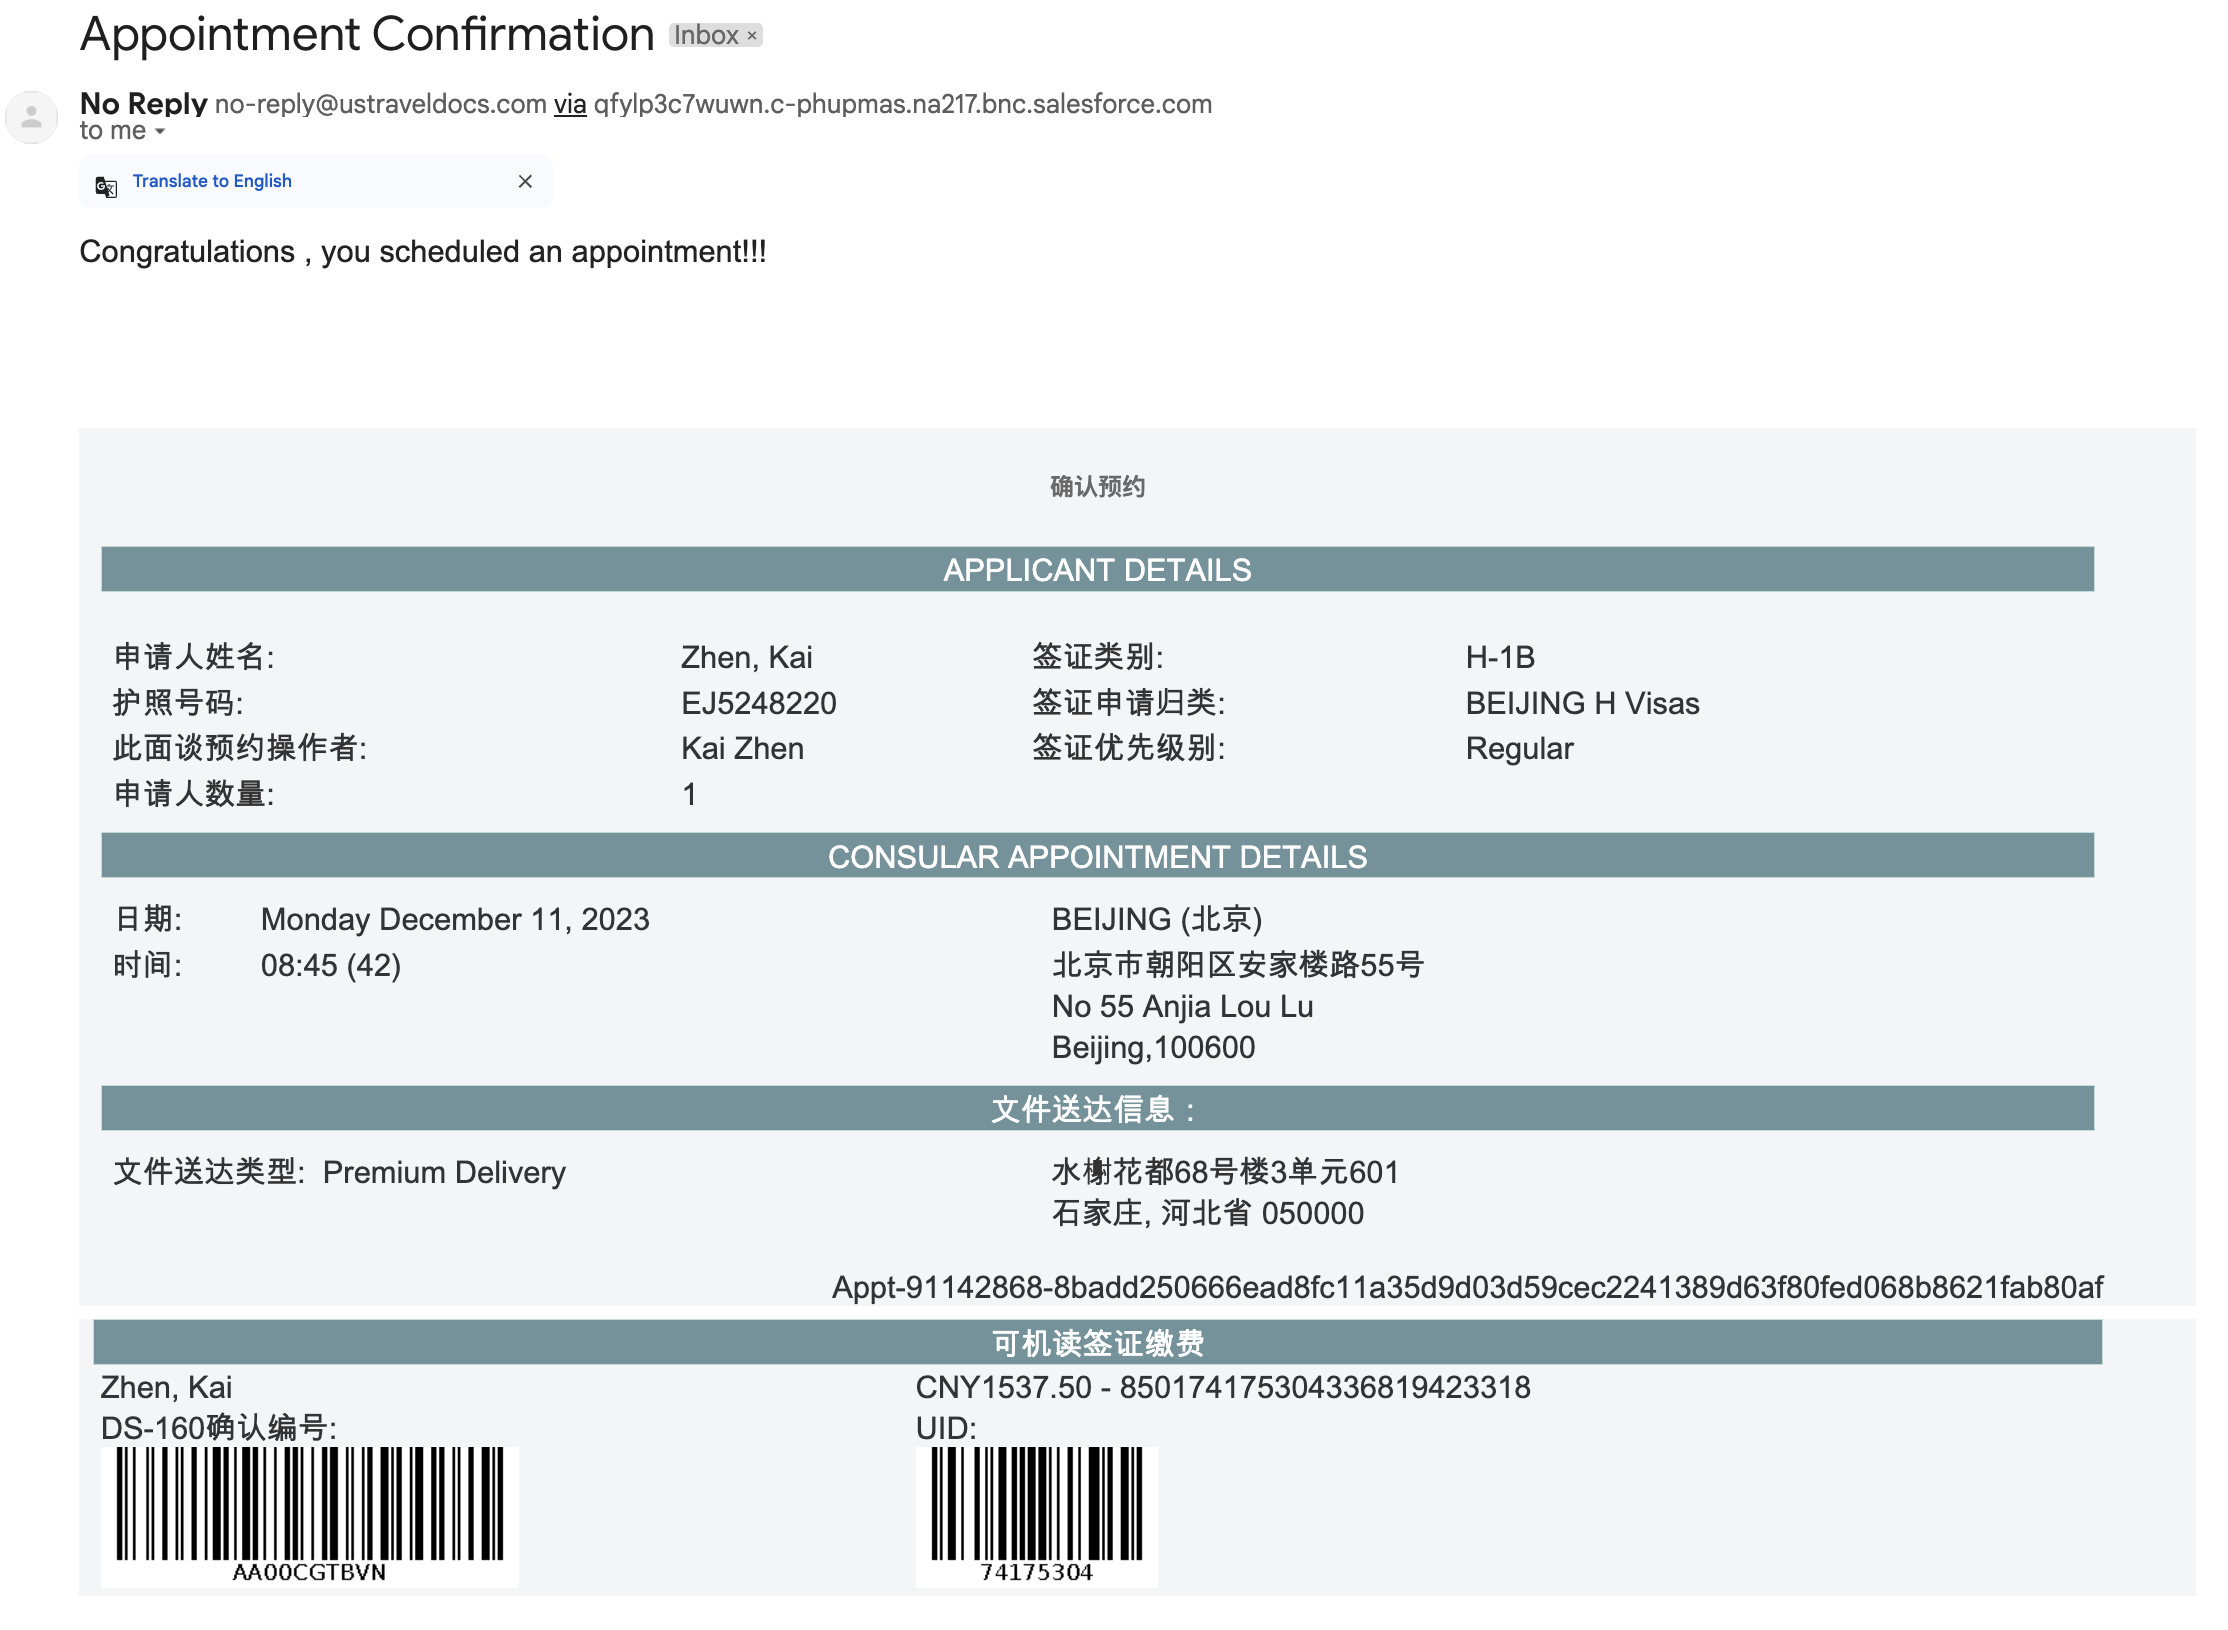 Appointment Confirmation Inbox ×
No Reply no-reply@ustraveldocs.com via qfylp3c7wuwn.c-phupmas.na217.bnc.salesforce.com
to me
Translate to English
Congratulations , you scheduled an appointment!!!
确认预约
APPLICANT DETAILS
申请人姓名: Zhen, Kai 签证类别: H-1B
护照号码: EJ5248220 签证申请归类: BEIJING H Visas
此面谈预约操作者: Kai Zhen 签证优先级别: Regular
申请人数量: 1
CONSULAR APPOINTMENT DETAILS
日期: Monday December 11, 2023 BEIJING (北京)
时间: 08:45 (42) 北京市朝阳区安家楼路55号
No 55 Anjia Lou Lu
Beijing,100600
文件送达信息：
文件送达类型: Premium Delivery 水榭花都68号楼3单元601
石家庄, 河北省 050000
Appt-91142868-8badd250666ead8fc11a35d9d03d59cec2241389d63f80fed068b8621fab80af
可机读签证缴费
Zhen, Kai CNY1537.50 - 850174175304336819423318
DS-160确认编号: UID:
AA00CGTBVN 74175304